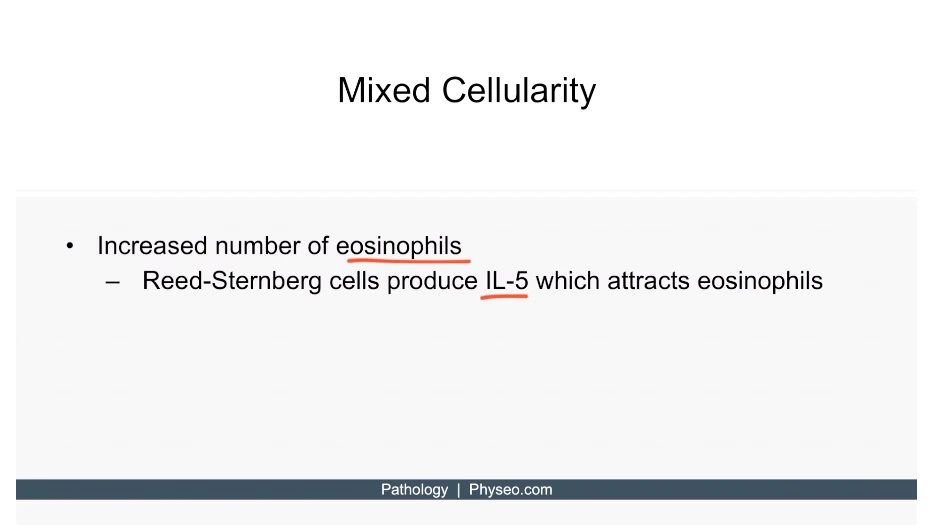 Mixed Cellularity
• Increased number of eosinophils
– Reed-Sternberg cells produce IL-5 which attracts eosinophils
Pathology | Physeo.com